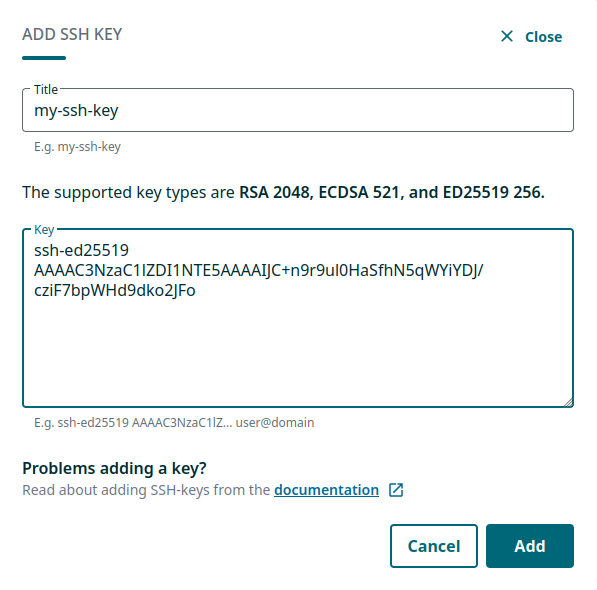 ADD SSH KEY
Close
Title
my-ssh-key
E.g. my-ssh-key
The supported key types are RSA 2048, ECDSA 521, and ED25519 256.
Key
ssh-ed25519
AAAAC3NzaC1lZDI1NTE5AAAAIJC+n9r9ul0HaSfhN5qWYiYDJ/
cziF7bpWHd9dko2JFo
E.g. ssh-ed25519 AAAAC3NzaC1lZ... user@domain
Problems adding a key?
Read about adding SSH-keys from the documentation
Cancel
Add